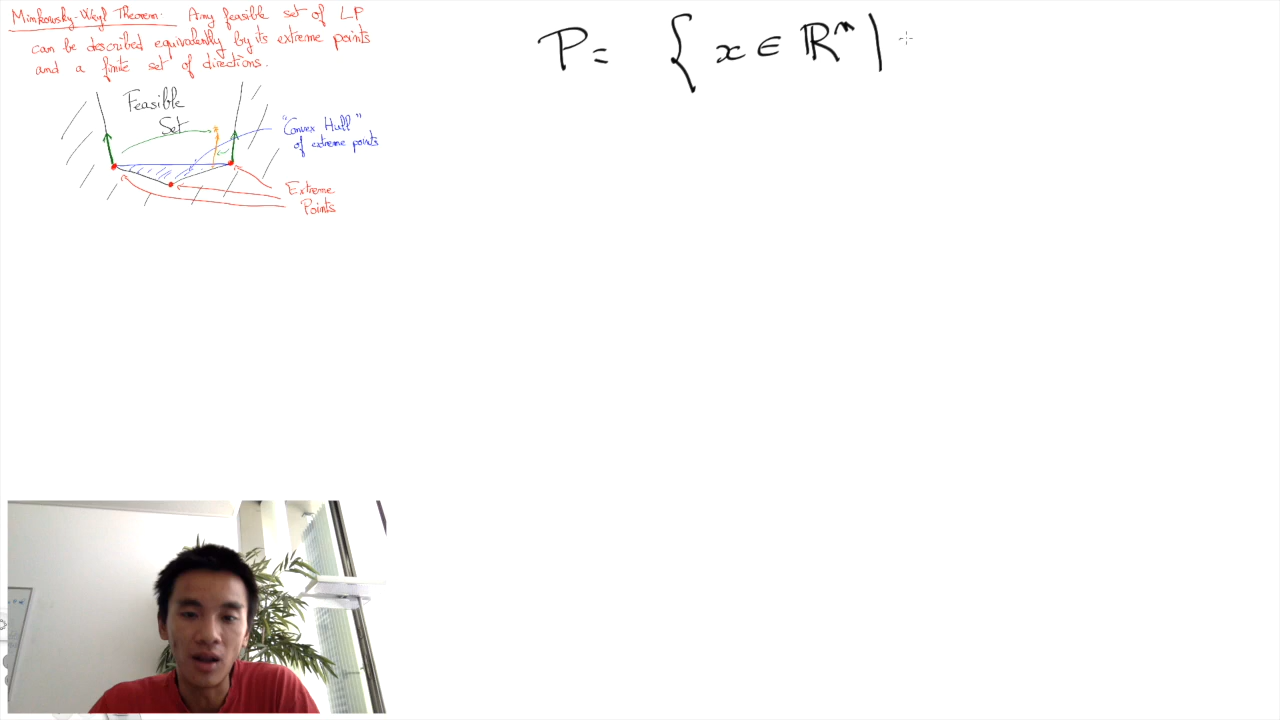 Minkowsky-Weyl Theorem. Any feasible set of LP
can be described equivalently by its extreme points
and a finite set of directions.
Feasible
Set
"Convex Hull"
of extreme points
Extreme
Points
P = { x ∈ ℝⁿ |